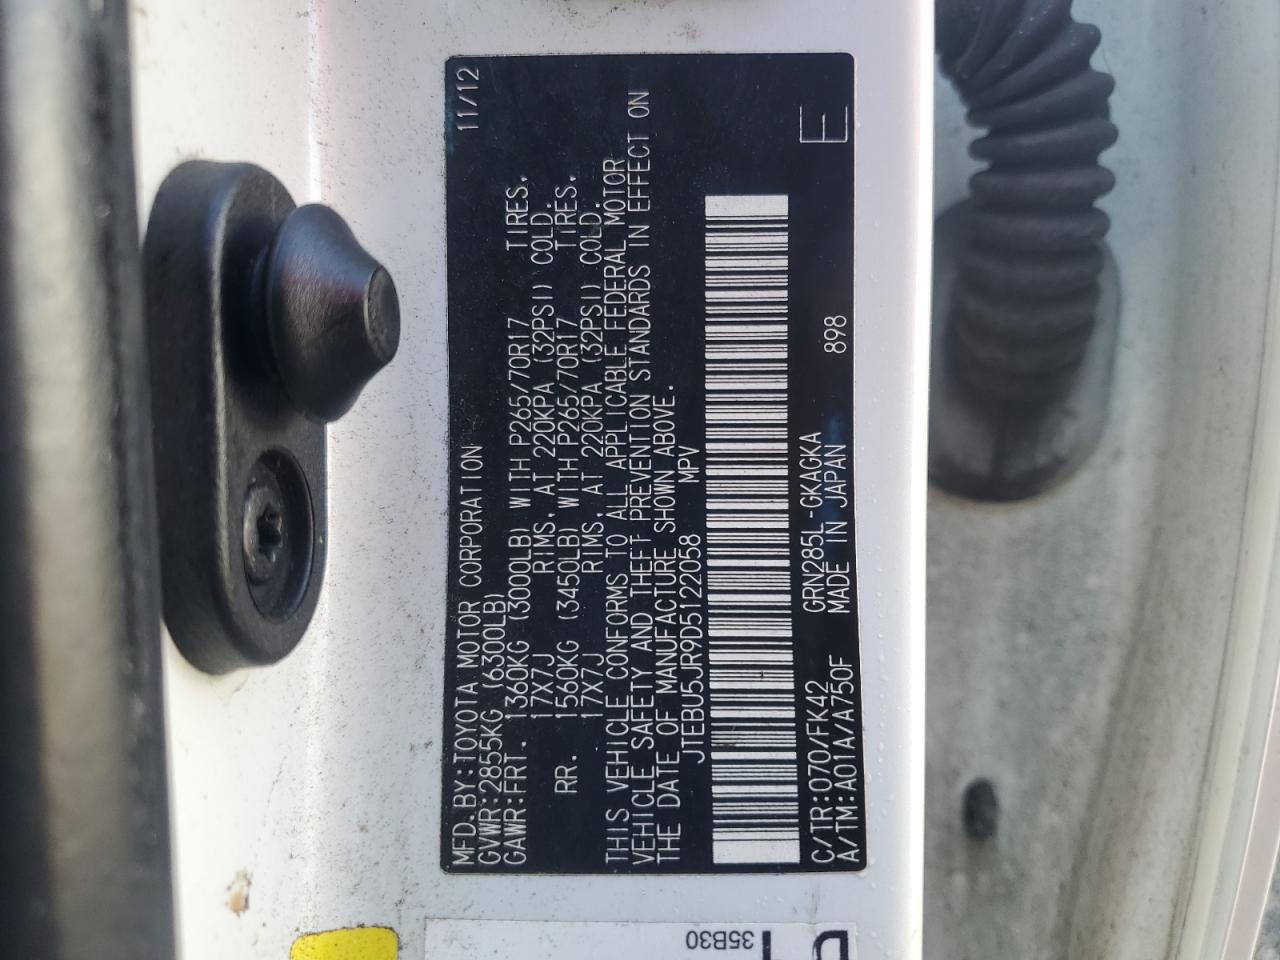 MFD.BY:TOYOTA MOTOR CORPORATION 11/12
GVWR:2855KG (6300LB)
GAWR:FRT. 1360KG (3000LB) WITH P265/70R17 TIRES.
17X7J RIMS, AT 220KPA (32PSI) COLD.
RR. 1560KG (3450LB) WITH P265/70R17 TIRES.
17X7J RIMS, AT 220KPA (32PSI) COLD.
THIS VEHICLE CONFORMS TO ALL APPLICABLE FEDERAL MOTOR
VEHICLE SAFETY AND THEFT PREVENTION STANDARDS IN EFFECT ON
THE DATE OF MANUFACTURE SHOWN ABOVE.
JTEBU5JR9D5122058 MPV
C/TR:070/FK42 GRN285L-GKAGKA E
A/TM:A01A/A750F MADE IN JAPAN 898
35B30